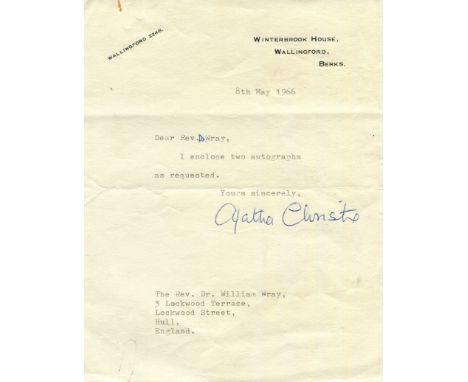 WALLINGFORD 2248.
WINTERBROOK HOUSE,
WALLINGFORD,
BERKS.
8th May 1966
Dear Rev. D Wray,
I enclose two autographs
as requested.
Yours sincerely,
Agatha Christie
The Rev. Dr. William Wray,
3 Lockwood Terrace,
Lockwood Street,
Hull,
England.